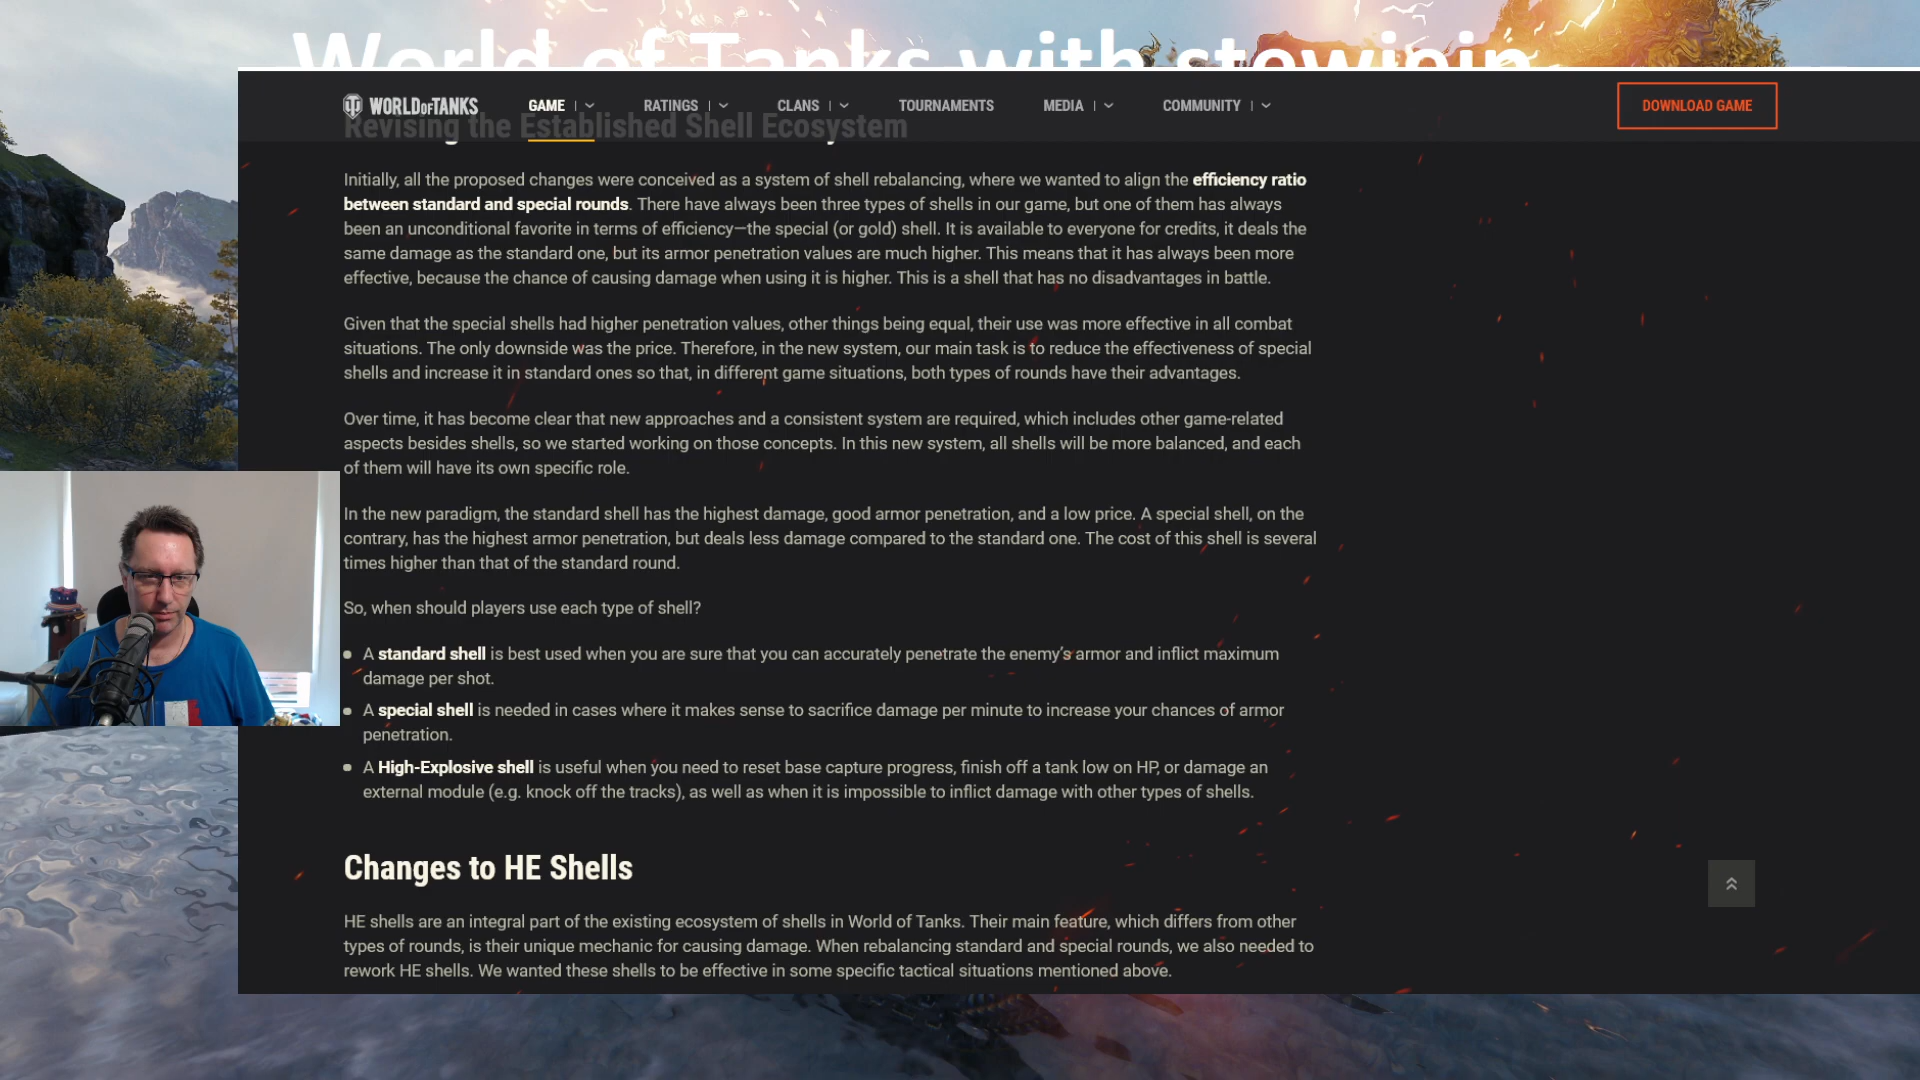 World of Tanks with stewipip
WORLD OF TANKS GAME RATINGS CLANS TOURNAMENTS MEDIA COMMUNITY DOWNLOAD GAME
Revising the Established Shell Ecosystem
Initially, all the proposed changes were conceived as a system of shell rebalancing, where we wanted to align the efficiency ratio
between standard and special rounds. There have always been three types of shells in our game, but one of them has always
been an unconditional favorite in terms of efficiency—the special (or gold) shell. It is available to everyone for credits, it deals the
same damage as the standard one, but its armor penetration values are much higher. This means that it has always been more
effective, because the chance of causing damage when using it is higher. This is a shell that has no disadvantages in battle.
Given that the special shells had higher penetration values, other things being equal, their use was more effective in all combat
situations. The only downside was the price. Therefore, in the new system, our main task is to reduce the effectiveness of special
shells and increase it in standard ones so that, in different game situations, both types of rounds have their advantages.
Over time, it has become clear that new approaches and a consistent system are required, which includes other game-related
aspects besides shells, so we started working on those concepts. In this new system, all shells will be more balanced, and each
of them will have its own specific role.
In the new paradigm, the standard shell has the highest damage, good armor penetration, and a low price. A special shell, on the
contrary, has the highest armor penetration, but deals less damage compared to the standard one. The cost of this shell is several
times higher than that of the standard round.
So, when should players use each type of shell?
A standard shell is best used when you are sure that you can accurately penetrate the enemy's armor and inflict maximum
damage per shot.
A special shell is needed in cases where it makes sense to sacrifice damage per minute to increase your chances of armor
penetration.
A High-Explosive shell is useful when you need to reset base capture progress, finish off a tank low on HP, or damage an
external module (e.g. knock off the tracks), as well as when it is impossible to inflict damage with other types of shells.
Changes to HE Shells
HE shells are an integral part of the existing ecosystem of shells in World of Tanks. Their main feature, which differs from other
types of rounds, is their unique mechanic for causing damage. When rebalancing standard and special rounds, we also needed to
rework HE shells. We wanted these shells to be effective in some specific tactical situations mentioned above.